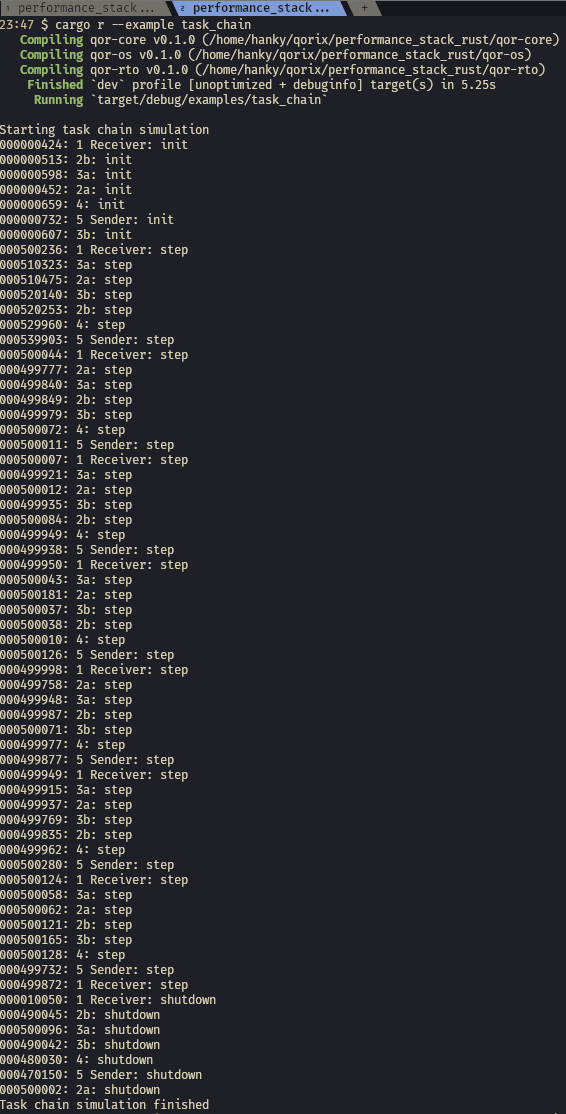 1 performance_stack_rust... 2 performance_stack... +
23:47 $ cargo r --example task_chain
Compiling qor-core v0.1.0 (/home/hanky/qorix/performance_stack_rust/qor-core)
Compiling qor-os v0.1.0 (/home/hanky/qorix/performance_stack_rust/qor-os)
Compiling qor-rto v0.1.0 (/home/hanky/qorix/performance_stack_rust/qor-rto)
Finished `dev` profile [unoptimized + debuginfo] target(s) in 5.25s
Running `target/debug/examples/task_chain`
Starting task chain simulation
000000424: 1 Receiver: init
000000513: 2b: init
000000598: 3a: init
000000452: 2a: init
000000659: 4: init
000000732: 5 Sender: init
000000607: 3b: init
000500236: 1 Receiver: step
000510323: 3a: step
000510475: 2a: step
000520140: 3b: step
000520253: 2b: step
000529960: 4: step
000539903: 5 Sender: step
000500044: 1 Receiver: step
000499777: 2a: step
000499840: 3a: step
000499849: 2b: step
000499979: 3b: step
000500072: 4: step
000500011: 5 Sender: step
000500007: 1 Receiver: step
000499921: 3a: step
000500012: 2a: step
000499935: 3b: step
000500084: 2b: step
000499949: 4: step
000499938: 5 Sender: step
000499950: 1 Receiver: step
000500043: 3a: step
000500181: 2a: step
000500037: 3b: step
000500038: 2b: step
000500010: 4: step
000500126: 5 Sender: step
000499998: 1 Receiver: step
000499758: 2a: step
000499948: 3a: step
000499987: 2b: step
000500071: 3b: step
000499977: 4: step
000499877: 5 Sender: step
000499949: 1 Receiver: step
000499915: 3a: step
000499937: 2a: step
000499769: 3b: step
000499835: 2b: step
000499962: 4: step
000500280: 5 Sender: step
000500124: 1 Receiver: step
000500058: 3a: step
000500062: 2a: step
000500121: 2b: step
000500165: 3b: step
000500128: 4: step
000499732: 5 Sender: step
000499872: 1 Receiver: step
000010050: 1 Receiver: shutdown
000490045: 2b: shutdown
000500096: 3a: shutdown
000490042: 3b: shutdown
000480030: 4: shutdown
000470150: 5 Sender: shutdown
000500002: 2a: shutdown
Task chain simulation finished